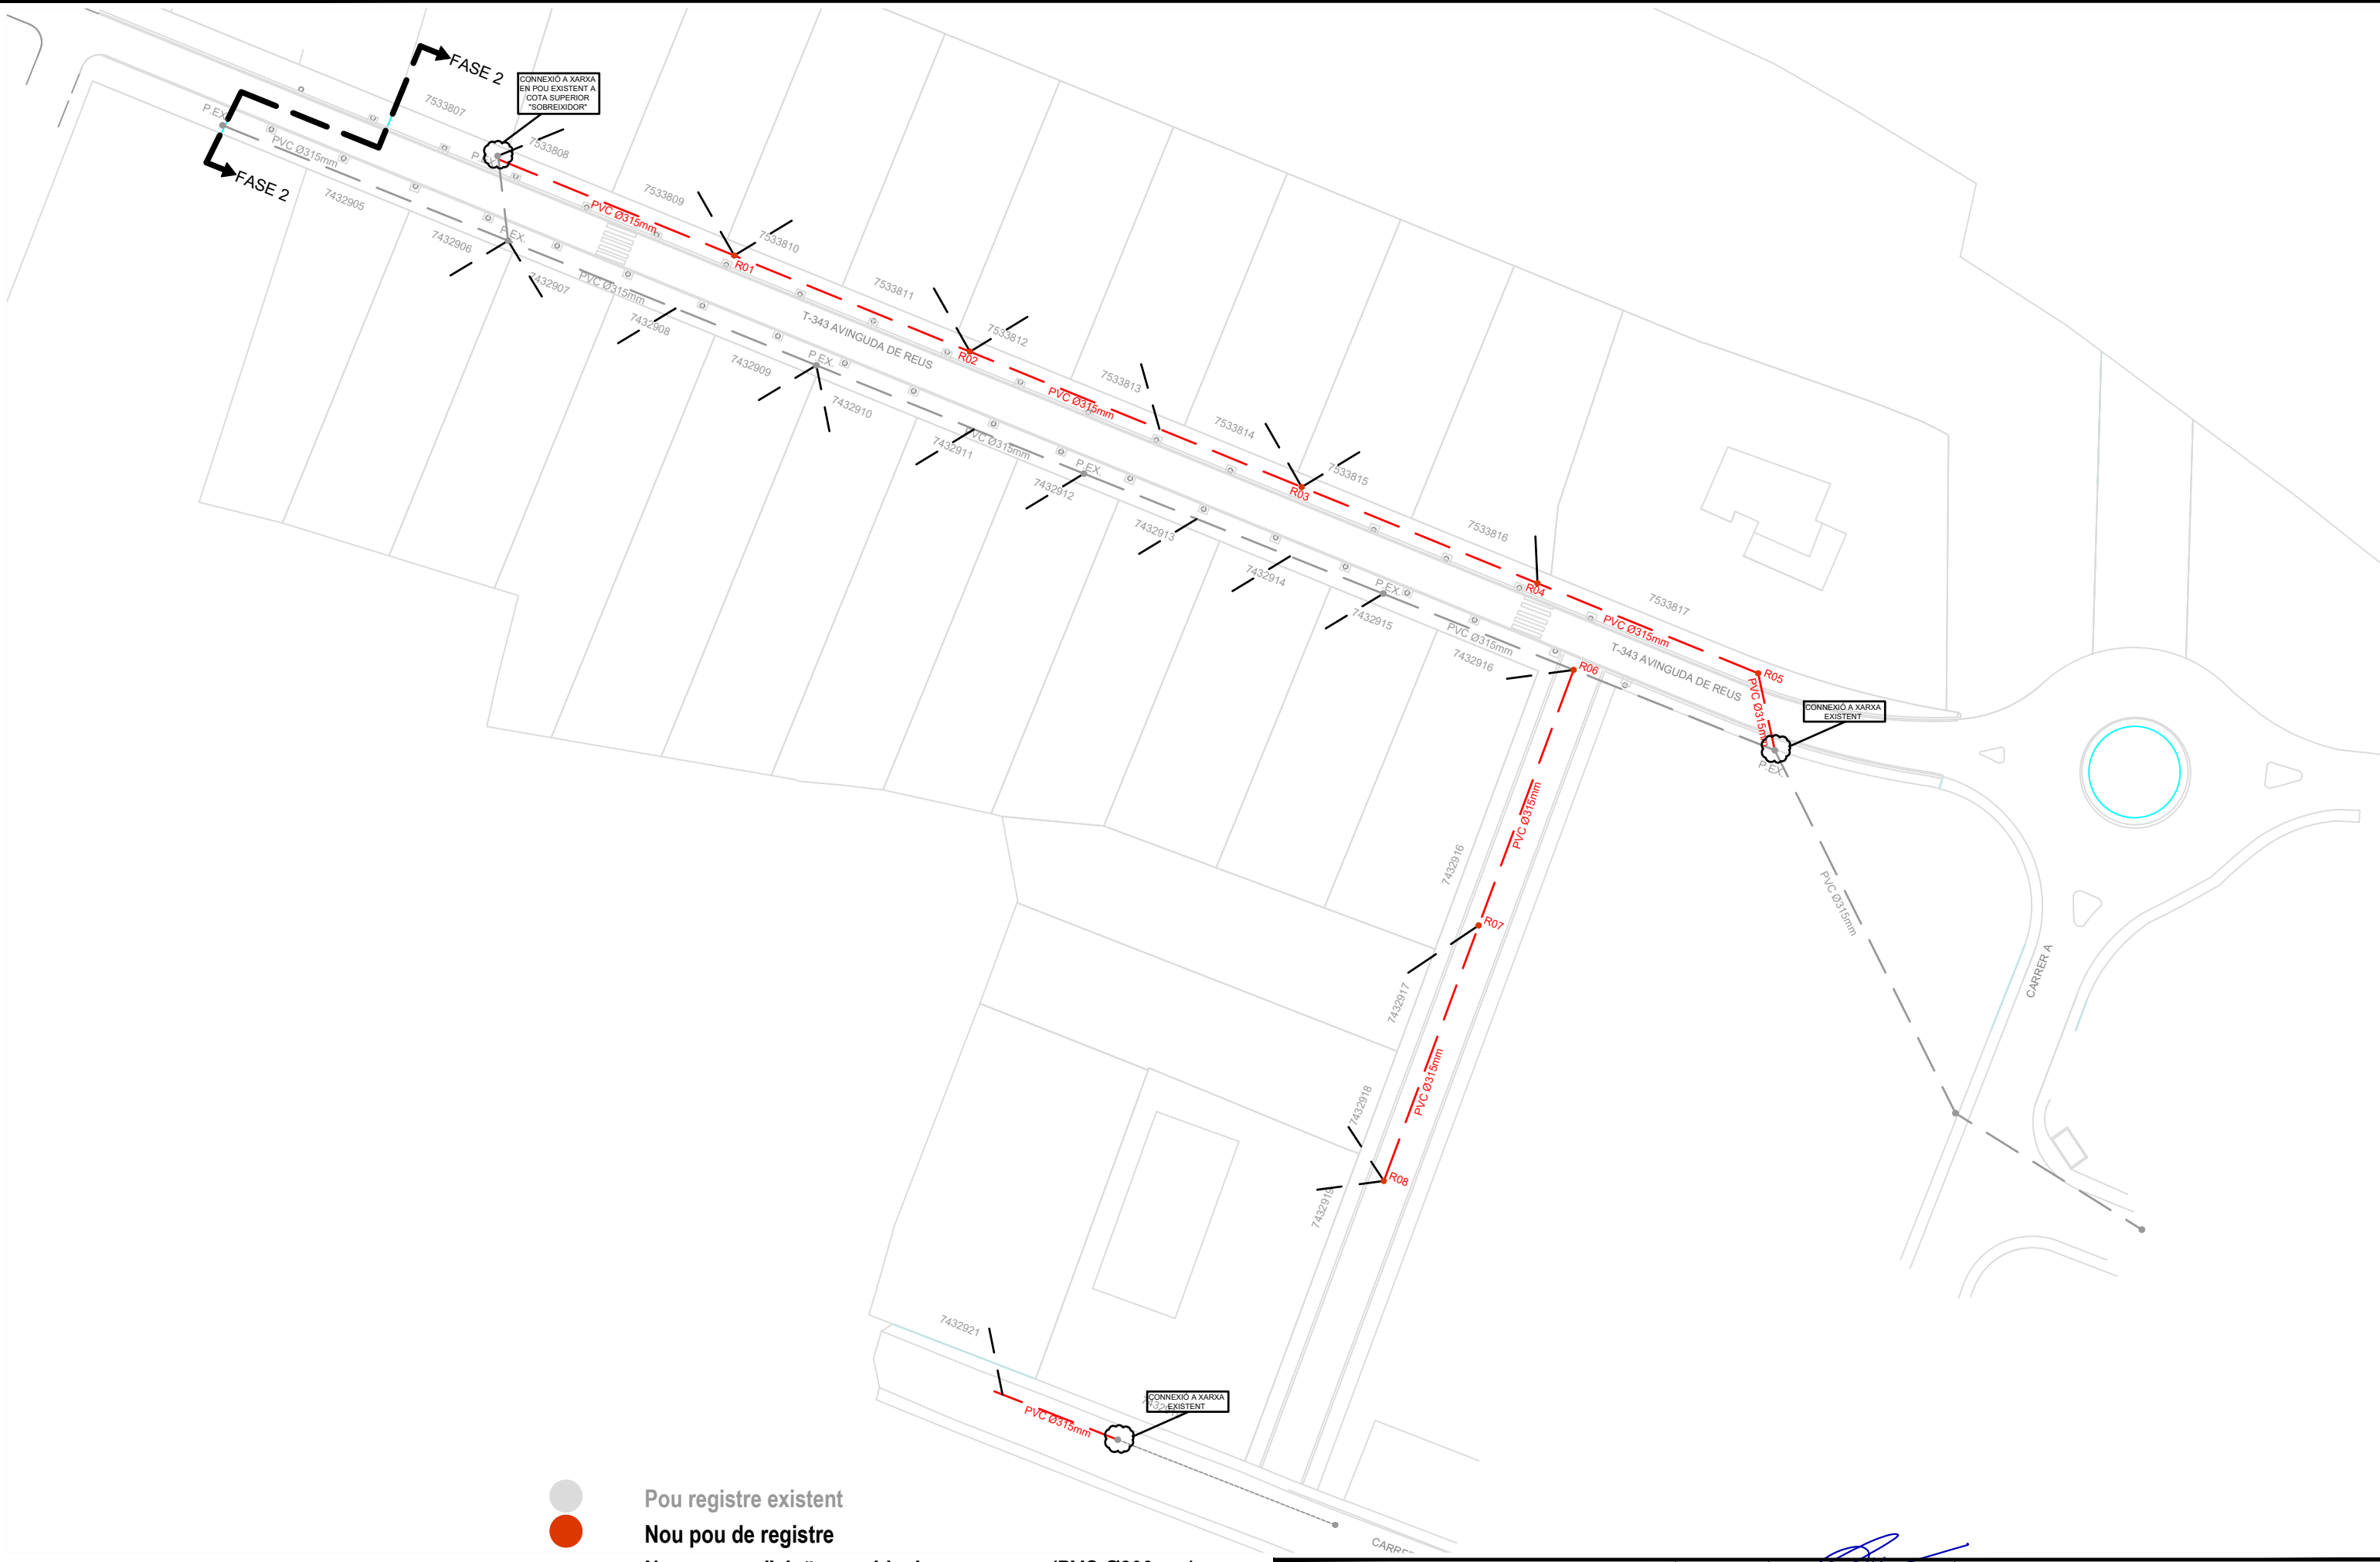 FASE 2
CONNEXIÓ A XARXA
EN POU EXISTENT A
COTA SUPERIOR
"SOBREIXIDOR"
7533807
P.EX.
P.EX.
7533808
PVC Ø315mm
FASE 2
7432905
7533809
PVC Ø315mm
7533810
R01
P.EX.
7432906
7432907
PVC Ø315mm
7432908
7533811
T-343 AVINGUDA DE REUS
7533812
R02
7432909
P.EX.
7432910
7533813
PVC Ø315mm
7533814
7432911
PVC Ø315mm
P.EX.
7432912
7533815
R03
7432913
7533816
7432914
P.EX.
R04
7432915
7533817
PVC Ø315mm
PVC Ø315mm
7432916
R06
T-343 AVINGUDA DE REUS
R05
PVC Ø315mm
CONNEXIÓ A XARXA
EXISTENT
P.EX.
PVC Ø315mm
7432916
PVC Ø315mm
R07
CARRER A
7432917
PVC Ø315mm
7432918
R08
7432919
7432921
CONNEXIÓ A XARXA
EXISTENT
PVC Ø315mm
Pou registre existent
Nou pou de registre